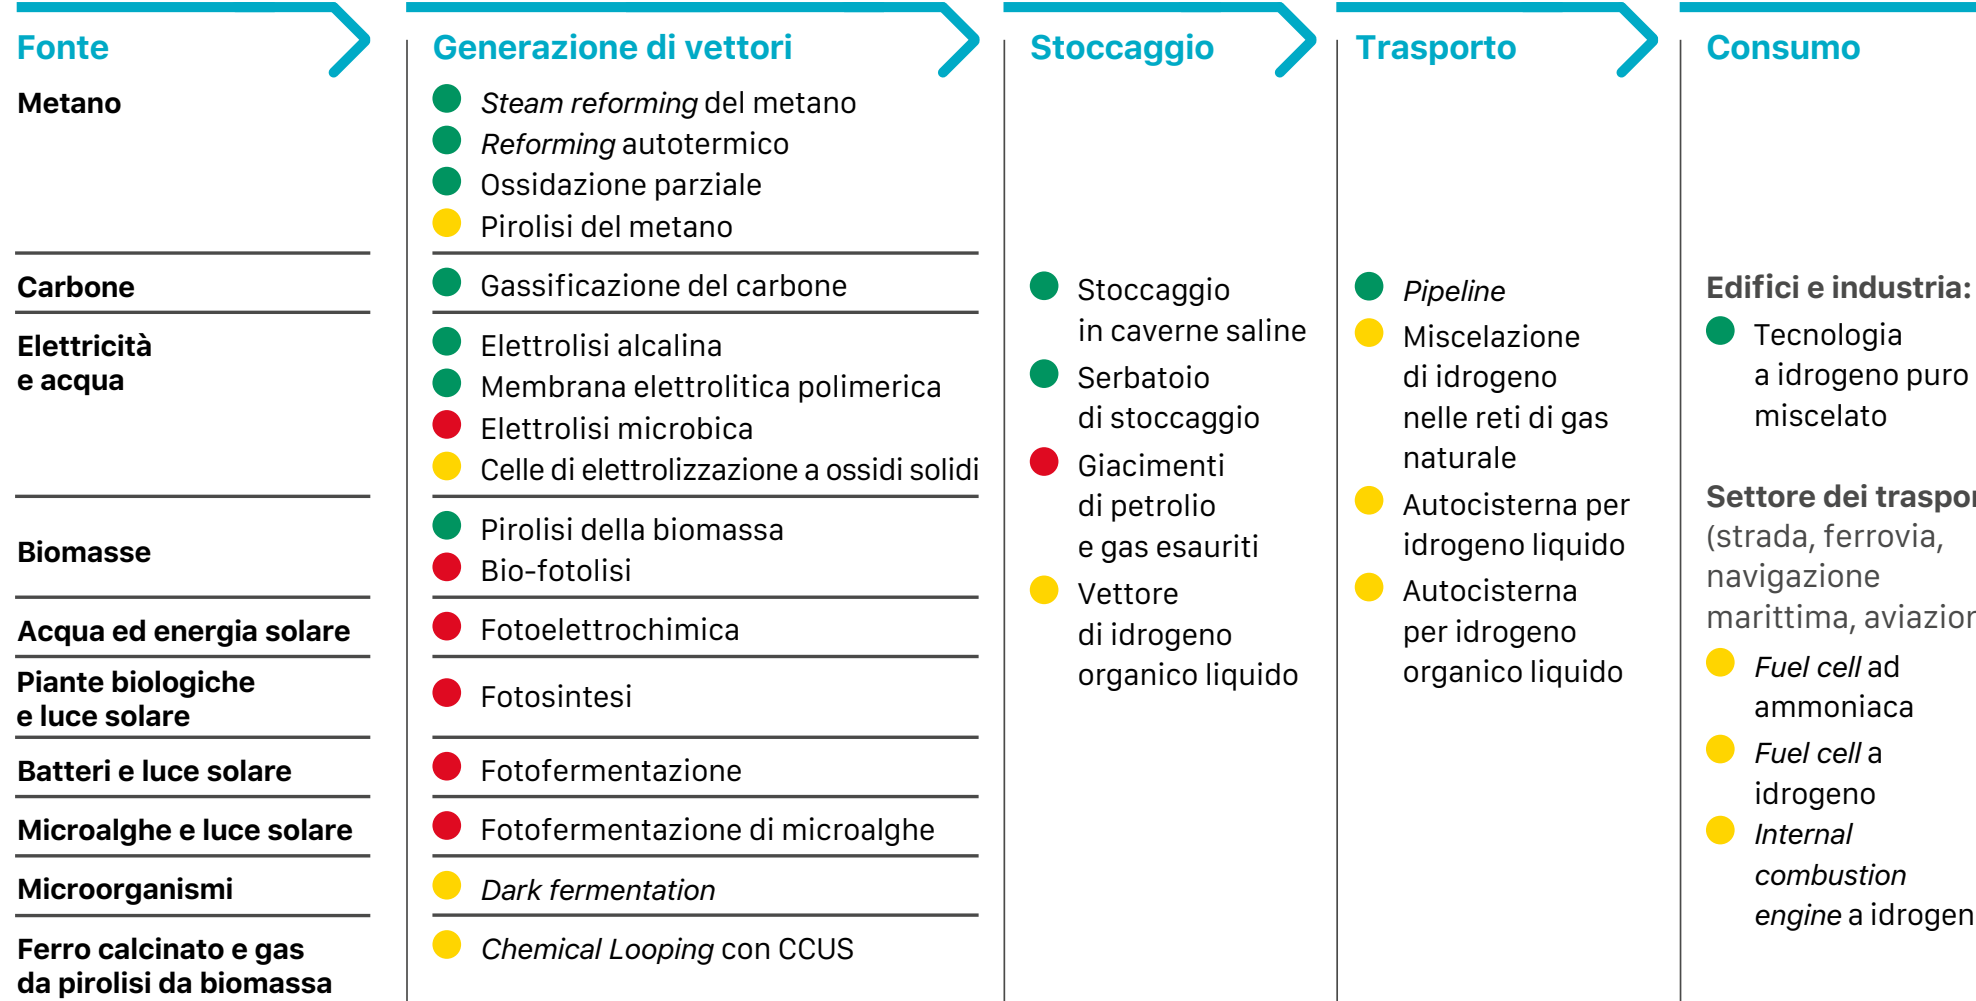 Fonte
Generazione di vettori
Stoccaggio
Trasporto
Consumo
Metano
Steam reforming del metano
Reforming autotermico
Ossidazione parziale
Pirolisi del metano
Carbone
Gassificazione del carbone
Elettricità
e acqua
Elettrolisi alcalina
Membrana elettrolitica polimerica
Elettrolisi microbica
Celle di elettrolizzazione a ossidi solidi
Biomasse
Pirolisi della biomassa
Bio-fotolisi
Acqua ed energia solare
Fotoelettrochimica
Piante biologiche
e luce solare
Fotosintesi
Batteri e luce solare
Fotofermentazione
Microalghe e luce solare
Fotofermentazione di microalghe
Microorganismi
Dark fermentation
Ferro calcinato e gas
da pirolisi da biomassa
Chemical Looping con CCUS
Stoccaggio
in caverne saline
Serbatoio
di stoccaggio
Giacimenti
di petrolio
e gas esauriti
Vettore
di idrogeno
organico liquido
Pipeline
Miscelazione
di idrogeno
nelle reti di gas
naturale
Autocisterna per
idrogeno liquido
Autocisterna
per idrogeno
organico liquido
Edifici e industria:
Tecnologia
a idrogeno puro
miscelato
Settore dei
(strada, ferrovia,
navigazione
marittima,
Fuel cell ad
ammoniaca
Fuel cell a
idrogeno
Internal
combustion
engine a